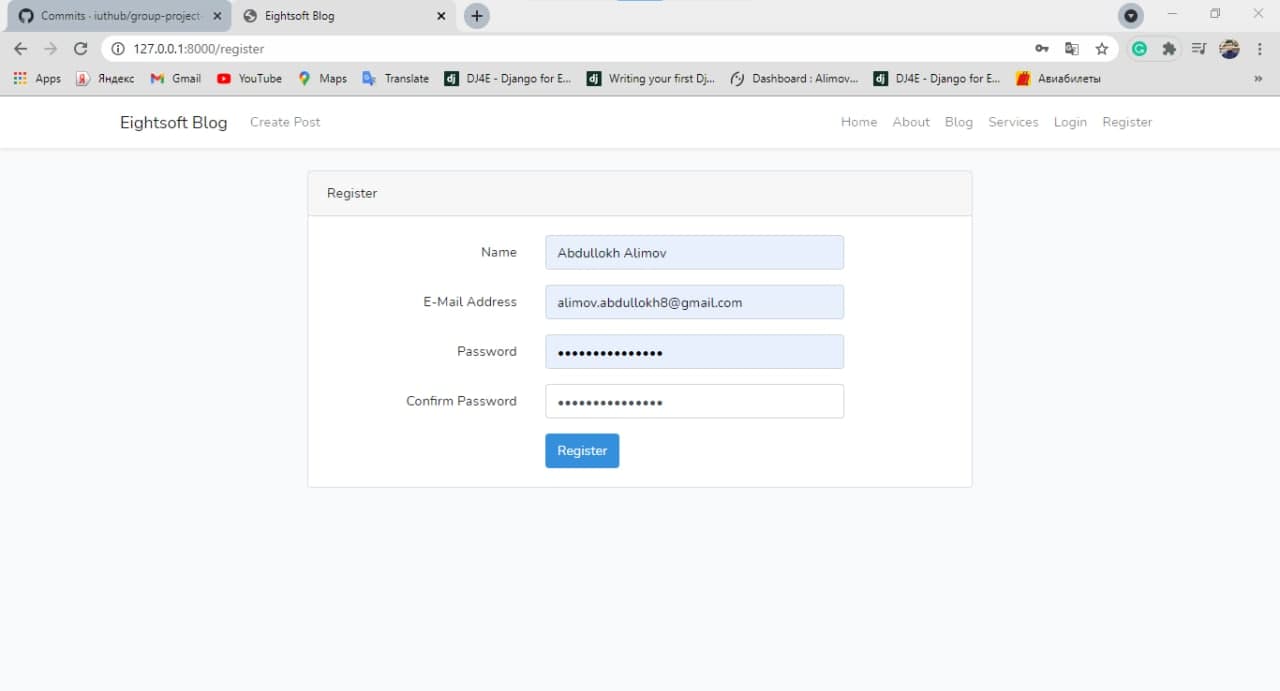 Commits · iuthub/group-project-
Eightsoft Blog
127.0.0.1:8000/register
Apps Яндекс Gmail YouTube Maps Translate DJ4E - Django for E... Writing your first Dj... Dashboard : Alimov... DJ4E - Django for E... Авиабилеты »
Eightsoft Blog Create Post Home About Blog Services Login Register
Register
Name Abdullokh Alimov
E-Mail Address alimov.abdullokh8@gmail.com
Password •••••••••••••••
Confirm Password •••••••••••••••
Register